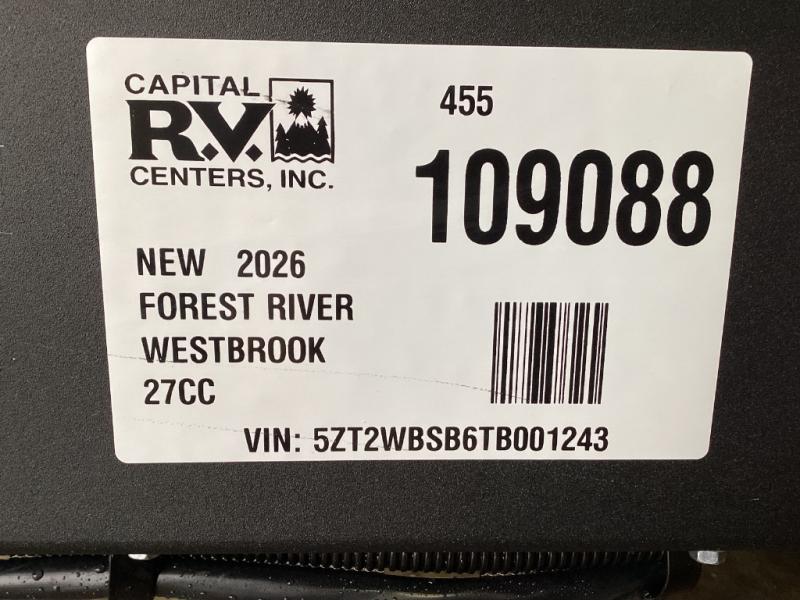 CAPITAL
R.V.
CENTERS, INC.
455
109088
NEW 2026
FOREST RIVER
WESTBROOK
27CC
VIN: 5ZT2WBSB6TB001243